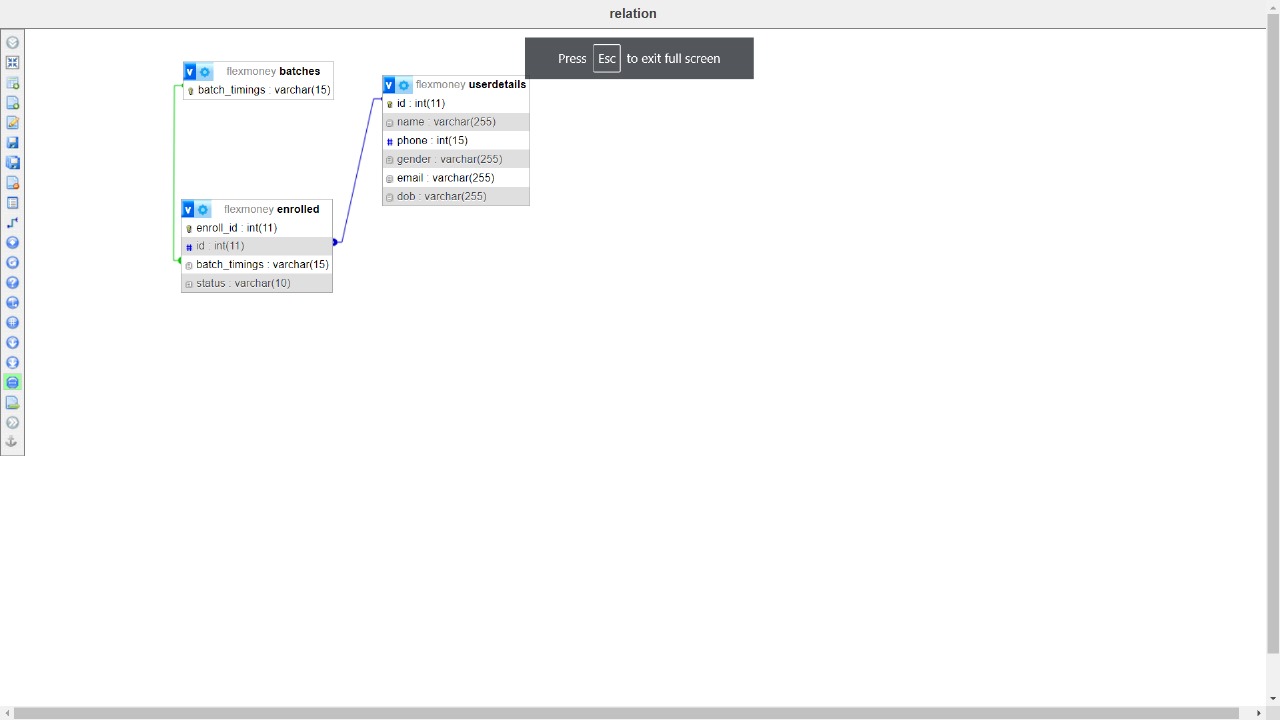 relation
Press Esc to exit full screen
v flexmoney batches
batch_timings : varchar(15)
v flexmoney userdetails
id : int(11)
name : varchar(255)
# phone : int(15)
gender : varchar(255)
email : varchar(255)
dob : varchar(255)
v flexmoney enrolled
enroll_id : int(11)
# id : int(11)
batch_timings : varchar(15)
status : varchar(10)